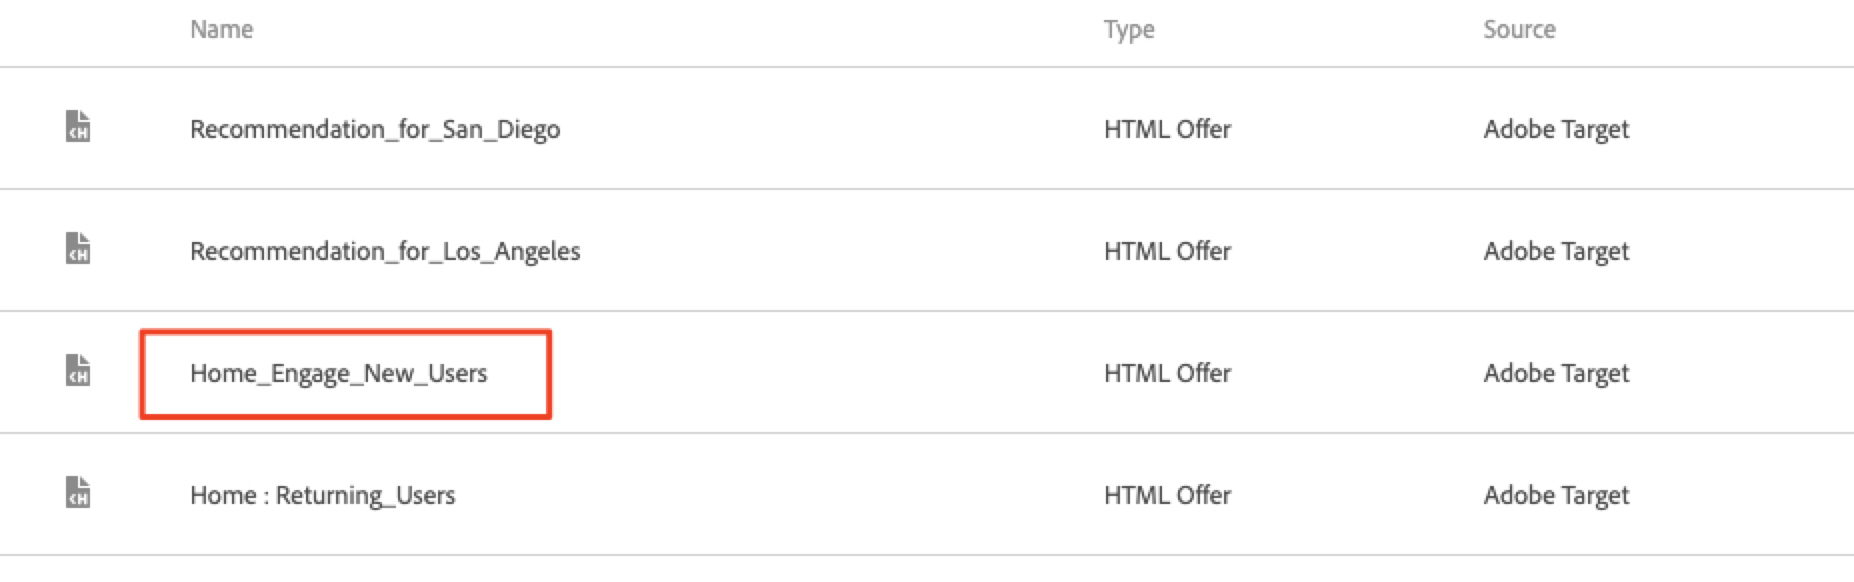 Name Type Source
Recommendation_for_San_Diego HTML Offer Adobe Target
Recommendation_for_Los_Angeles HTML Offer Adobe Target
Home_Engage_New_Users HTML Offer Adobe Target
Home : Returning_Users HTML Offer Adobe Target